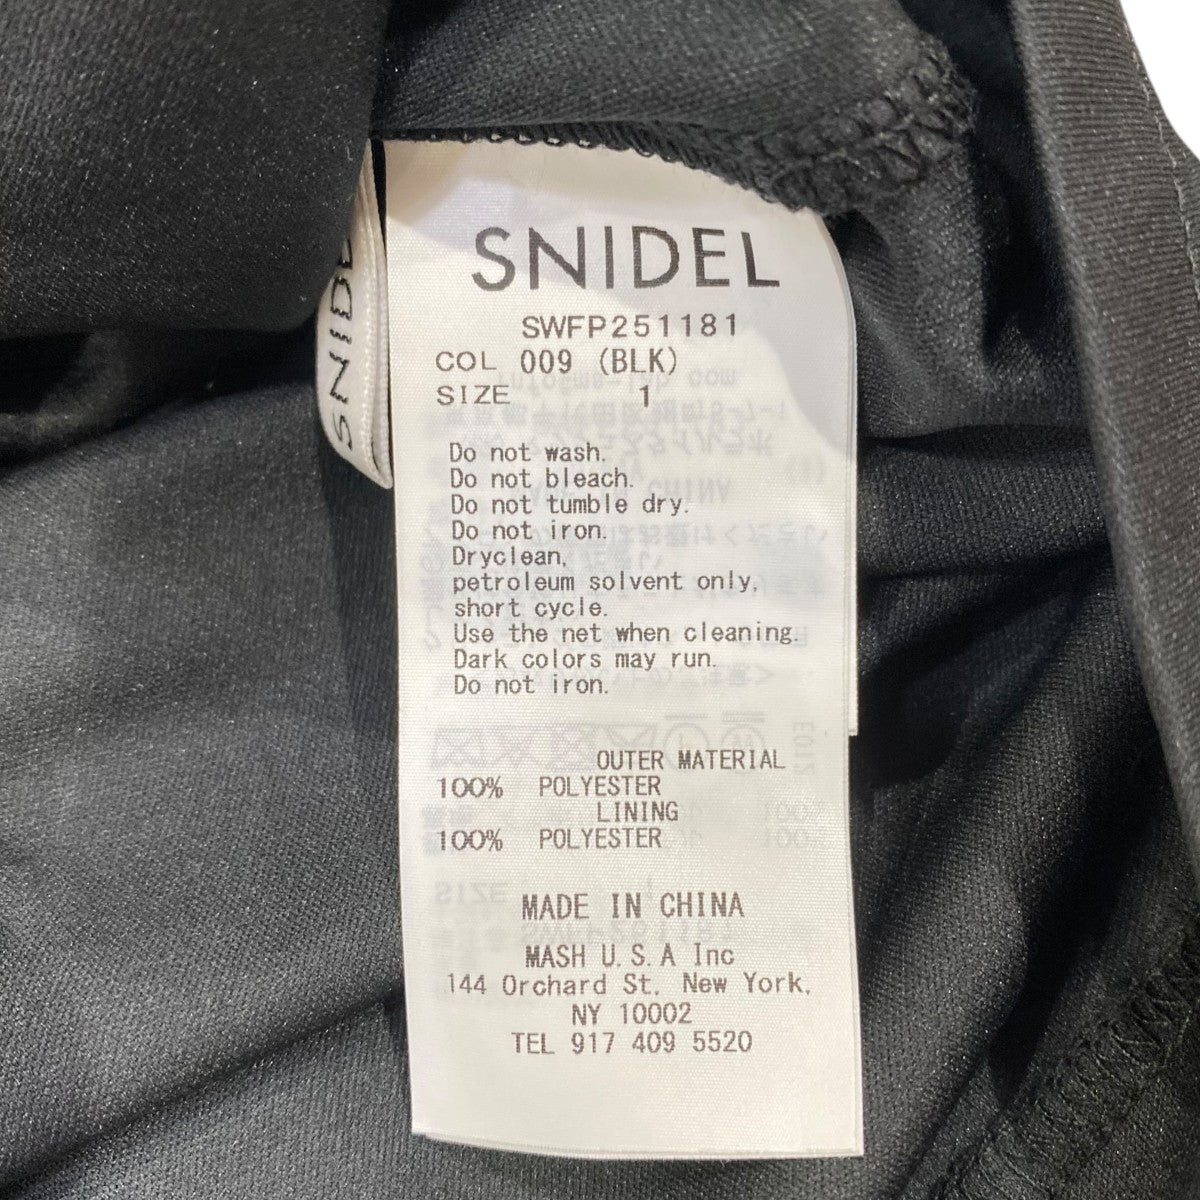 SNIDEL
SWFP251181
COL 009 (BLK)
SIZE 1
Do not wash.
Do not bleach.
Do not tumble dry.
Do not iron.
Dryclean,
petroleum solvent only,
short cycle.
Use the net when cleaning.
Dark colors may run.
Do not iron.
OUTER MATERIAL
100% POLYESTER
LINING
100% POLYESTER
MADE IN CHINA
MASH U.S.A Inc
144 Orchard St. New York,
NY 10002
TEL 917 409 5520